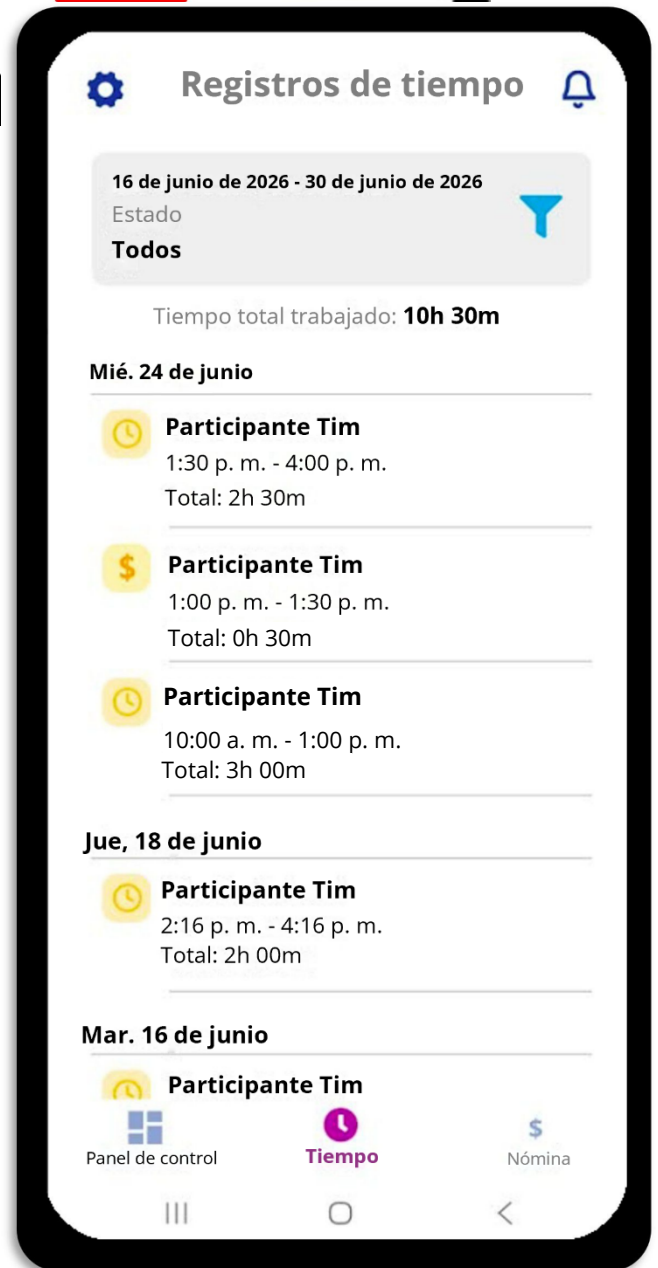 Registros de tiempo
16 de junio de 2026 - 30 de junio de 2026
Estado
Todos
Tiempo total trabajado: 10h 30m
Mié. 24 de junio
Participante Tim
1:30 p. m. - 4:00 p. m.
Total: 2h 30m
$
Participante Tim
1:00 p. m. - 1:30 p. m.
Total: 0h 30m
Participante Tim
10:00 a. m. - 1:00 p. m.
Total: 3h 00m
Jue, 18 de junio
Participante Tim
2:16 p. m. - 4:16 p. m.
Total: 2h 00m
Mar. 16 de junio
Participante Tim
$
Panel de control Tiempo Nómina